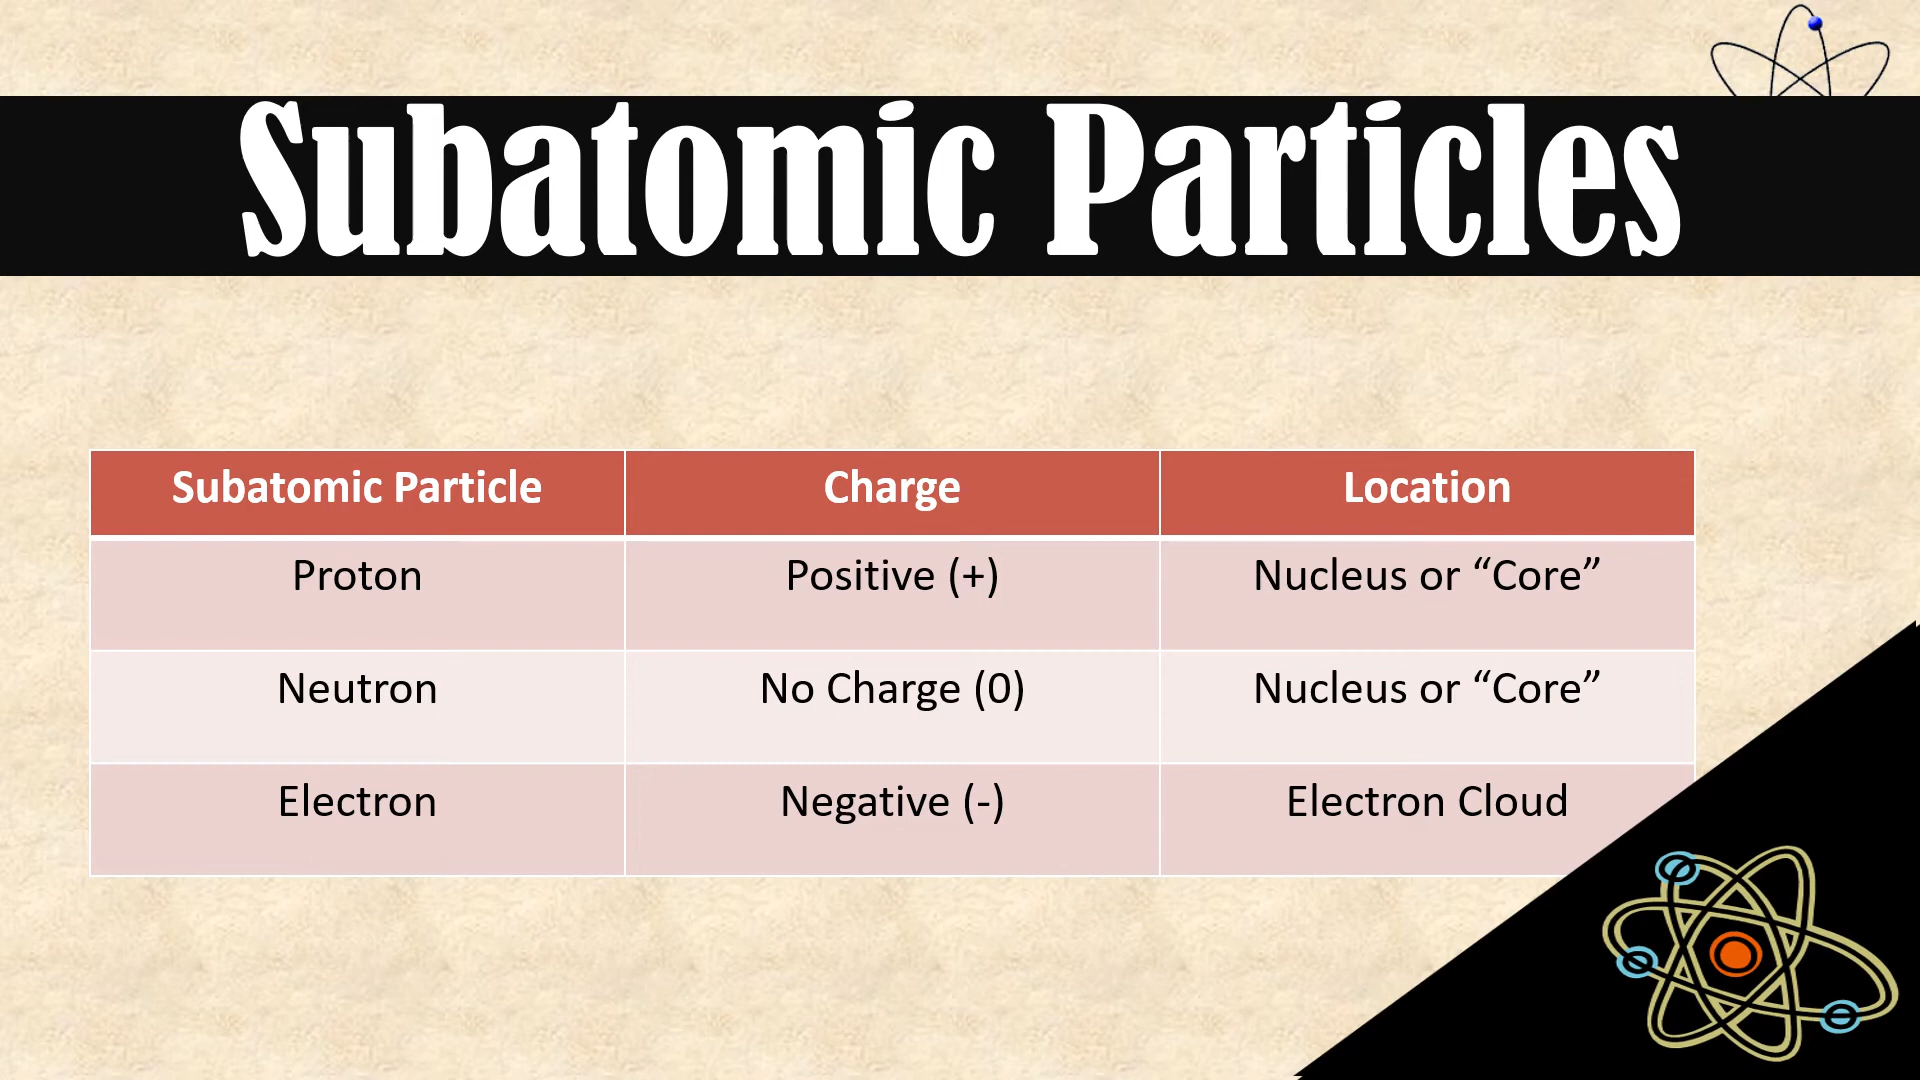 Subatomic Particles
Subatomic Particle Charge Location
Proton Positive (+) Nucleus or “Core”
Neutron No Charge (0) Nucleus or “Core”
Electron Negative (-) Electron Cloud